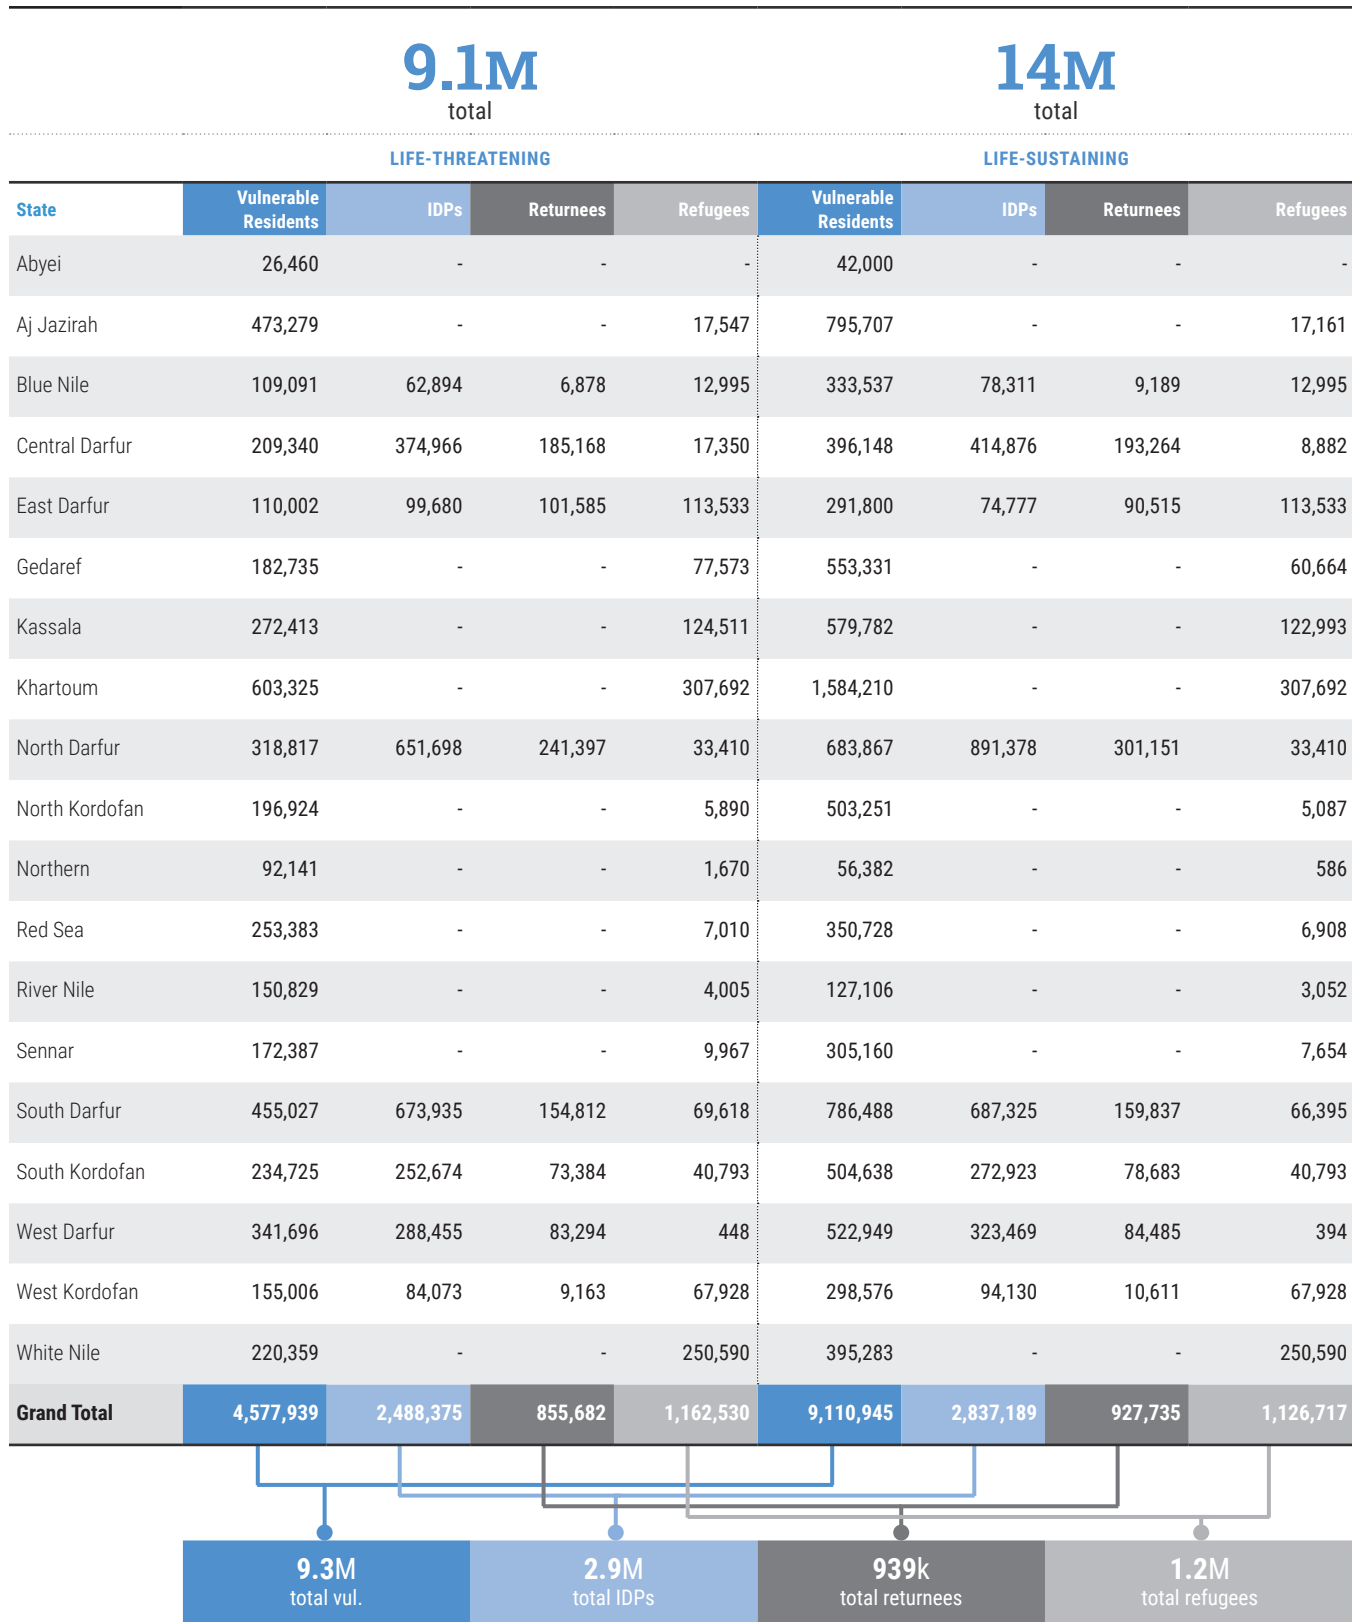 9.1M
total
14M
total
LIFE-THREATENING
LIFE-SUSTAINING
State Vulnerable Residents IDPs Returnees Refugees Vulnerable Residents IDPs Returnees Refugees
Abyei 26,460 - - - 42,000 - - -
Aj Jazirah 473,279 - - 17,547 795,707 - - 17,161
Blue Nile 109,091 62,894 6,878 12,995 333,537 78,311 9,189 12,995
Central Darfur 209,340 374,966 185,168 17,350 396,148 414,876 193,264 8,882
East Darfur 110,002 99,680 101,585 113,533 291,800 74,777 90,515 113,533
Gedaref 182,735 - - 77,573 553,331 - - 60,664
Kassala 272,413 - - 124,511 579,782 - - 122,993
Khartoum 603,325 - - 307,692 1,584,210 - - 307,692
North Darfur 318,817 651,698 241,397 33,410 683,867 891,378 301,151 33,410
North Kordofan 196,924 - - 5,890 503,251 - - 5,087
Northern 92,141 - - 1,670 56,382 - - 586
Red Sea 253,383 - - 7,010 350,728 - - 6,908
River Nile 150,829 - - 4,005 127,106 - - 3,052
Sennar 172,387 - - 9,967 305,160 - - 7,654
South Darfur 455,027 673,935 154,812 69,618 786,488 687,325 159,837 66,395
South Kordofan 234,725 252,674 73,384 40,793 504,638 272,923 78,683 40,793
West Darfur 341,696 288,455 83,294 448 522,949 323,469 84,485 394
West Kordofan 155,006 84,073 9,163 67,928 298,576 94,130 10,611 67,928
White Nile 220,359 - - 250,590 395,283 - - 250,590
Grand Total 4,577,939 2,488,375 855,682 1,162,530 9,110,945 2,837,189 927,735 1,126,717
9.3M
total vul.
2.9M
total IDPs
939k
total returnees
1.2M
total refugees